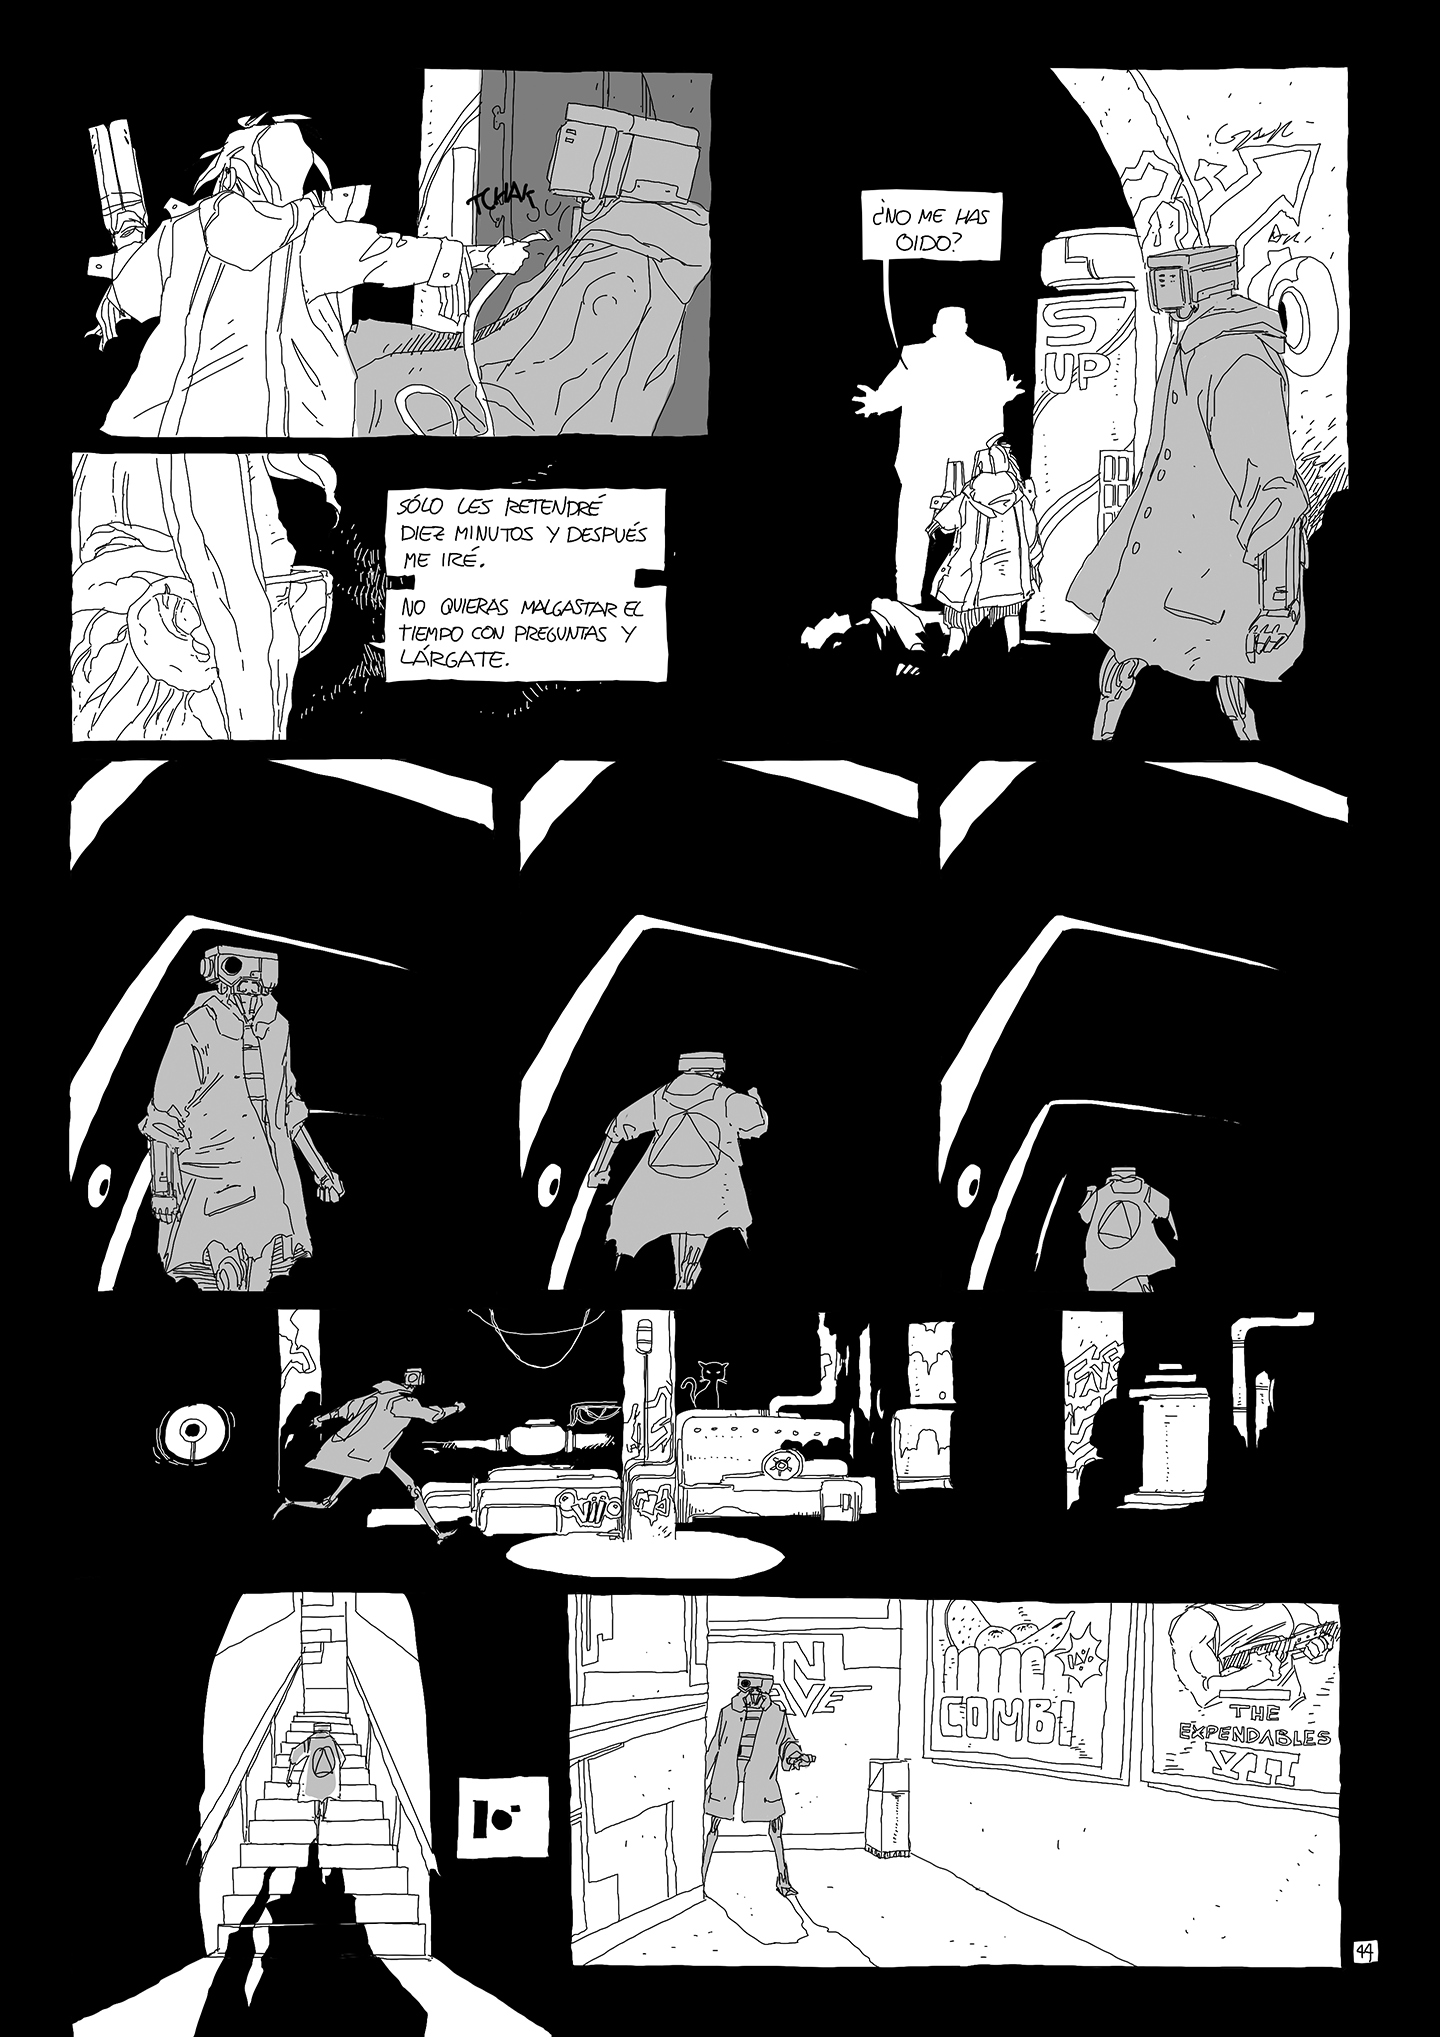 TCHAK
SÓLO LES RETENDRÉ
DIEZ MINUTOS Y DESPUÉS
ME IRÉ.
NO QUIERAS MALGASTAR EL
TIEMPO CON PREGUNTAS Y
LÁRGATE.
¿NO ME HAS
OIDO?
S
UP
COMBI
THE
EXPENDABLES
VII
44